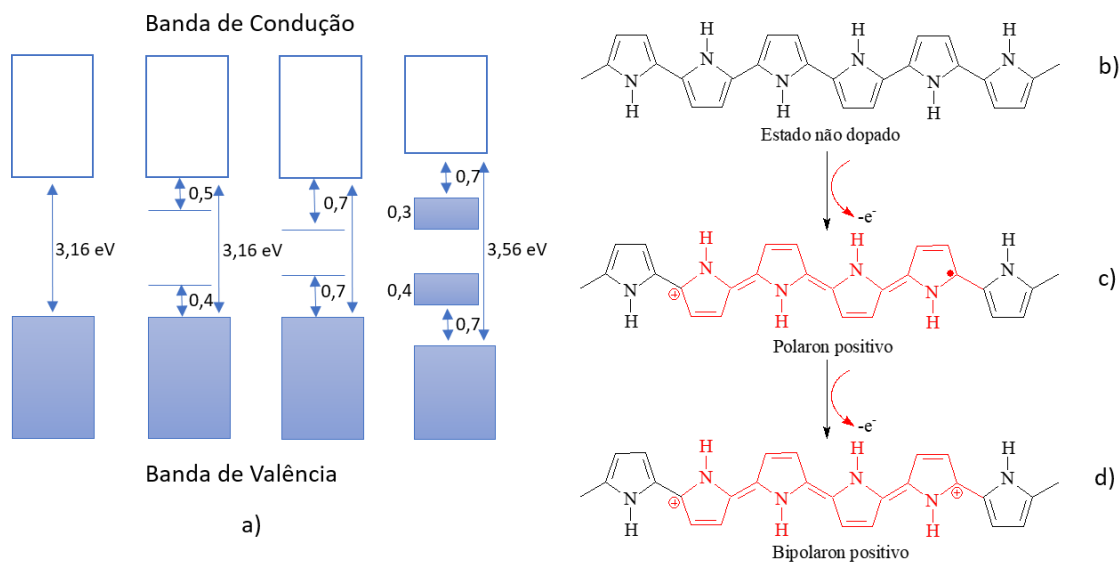 Banda de Condução
3,16 eV
0,5
3,16 eV
0,4
0,7
0,7
0,7
0,3
3,56 eV
0,4
0,7
Banda de Valência
a)
H
H
H
N
N
N
N
N
N
H
H
H
b)
Estado não dopado
-e⁻
H
H
H
N
N
N
N
N
N
H
H
H
c)
Polaron positivo
-e⁻
H
H
H
N
N
N
N
N
N
H
H
H
d)
Bipolaron positivo